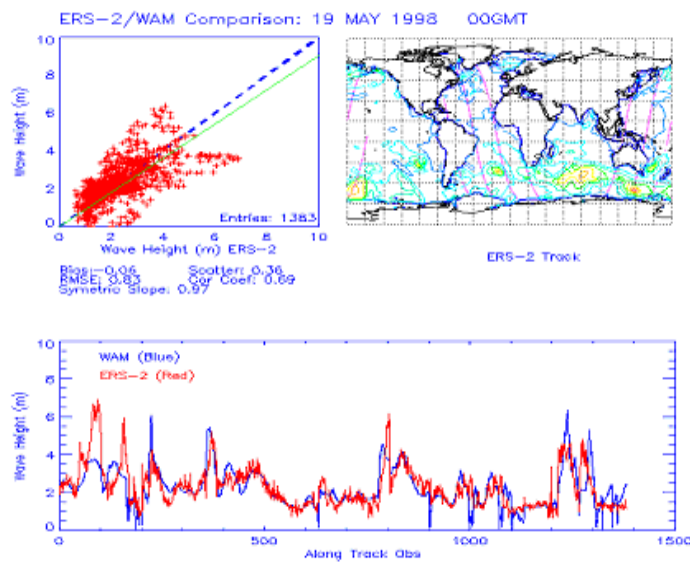 ERS-2/WAM Comparison: 19 MAY 1998 00GMT
10
8
6
4
2
0
Wave Height (m)
Entries: 1383
0 2 4 6 8 10
Wave Height (m) ERS-2
Bias:-0.06 Scatter: 0.36
RMSE: 0.83 Cor Coef: 0.69
Symetric Slope: 0.97
ERS-2 Track
10
8
6
4
2
0
Wave Height (m)
WAM (Blue)
ERS-2 (Red)
0 500 1000 1500
Along Track Obs